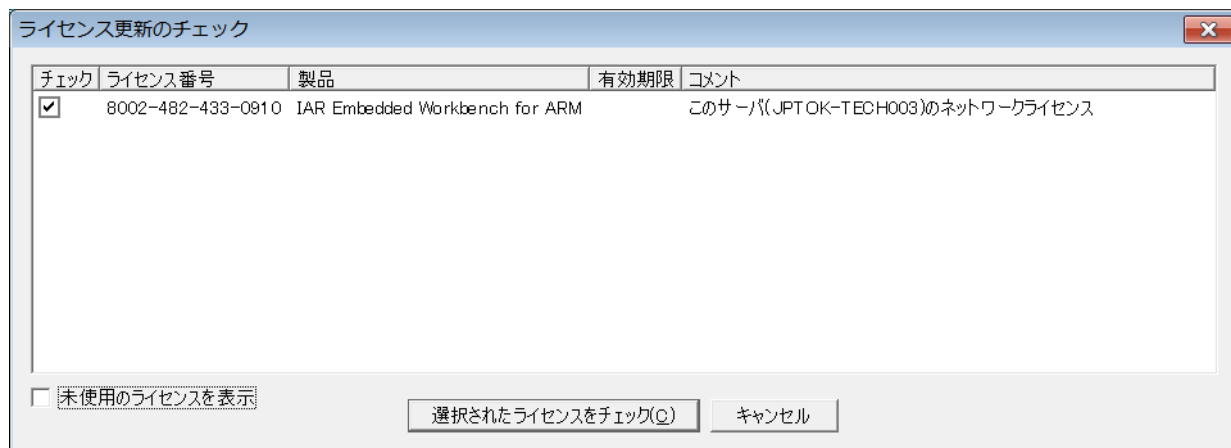 ライセンス更新のチェック
チェック ライセンス番号 製品 有効期限 コメント
8002-482-433-0910 IAR Embedded Workbench for ARM このサーバ(JPTOK-TECH003)のネットワークライセンス
未使用のライセンスを表示
選択されたライセンスをチェック(C) キャンセル